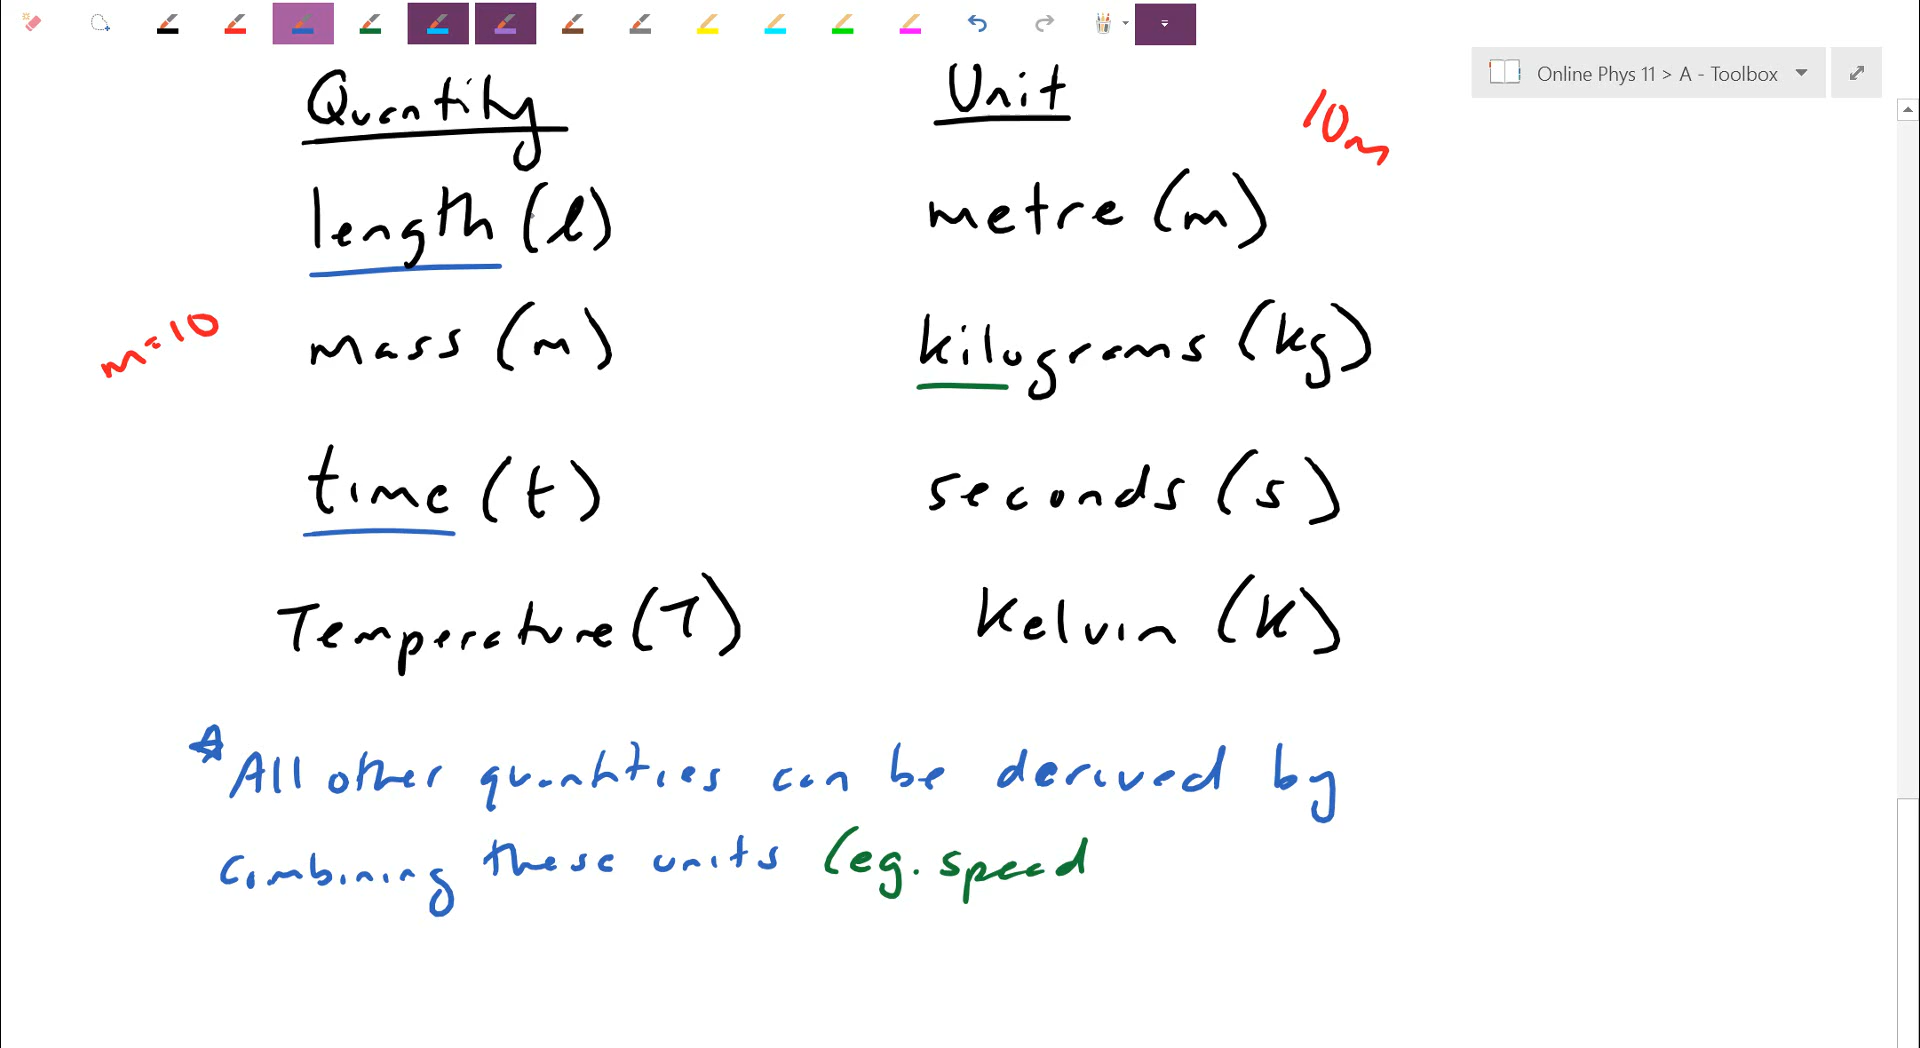 Online Phys 11 > A - Toolbox
Quantity Unit
10m
length (l) metre (m)
m=10
mass (m) kilograms (kg)
time (t) seconds (s)
Temperature (T) Kelvin (K)
All other quantities can be derived by
combining these units (eg. speed